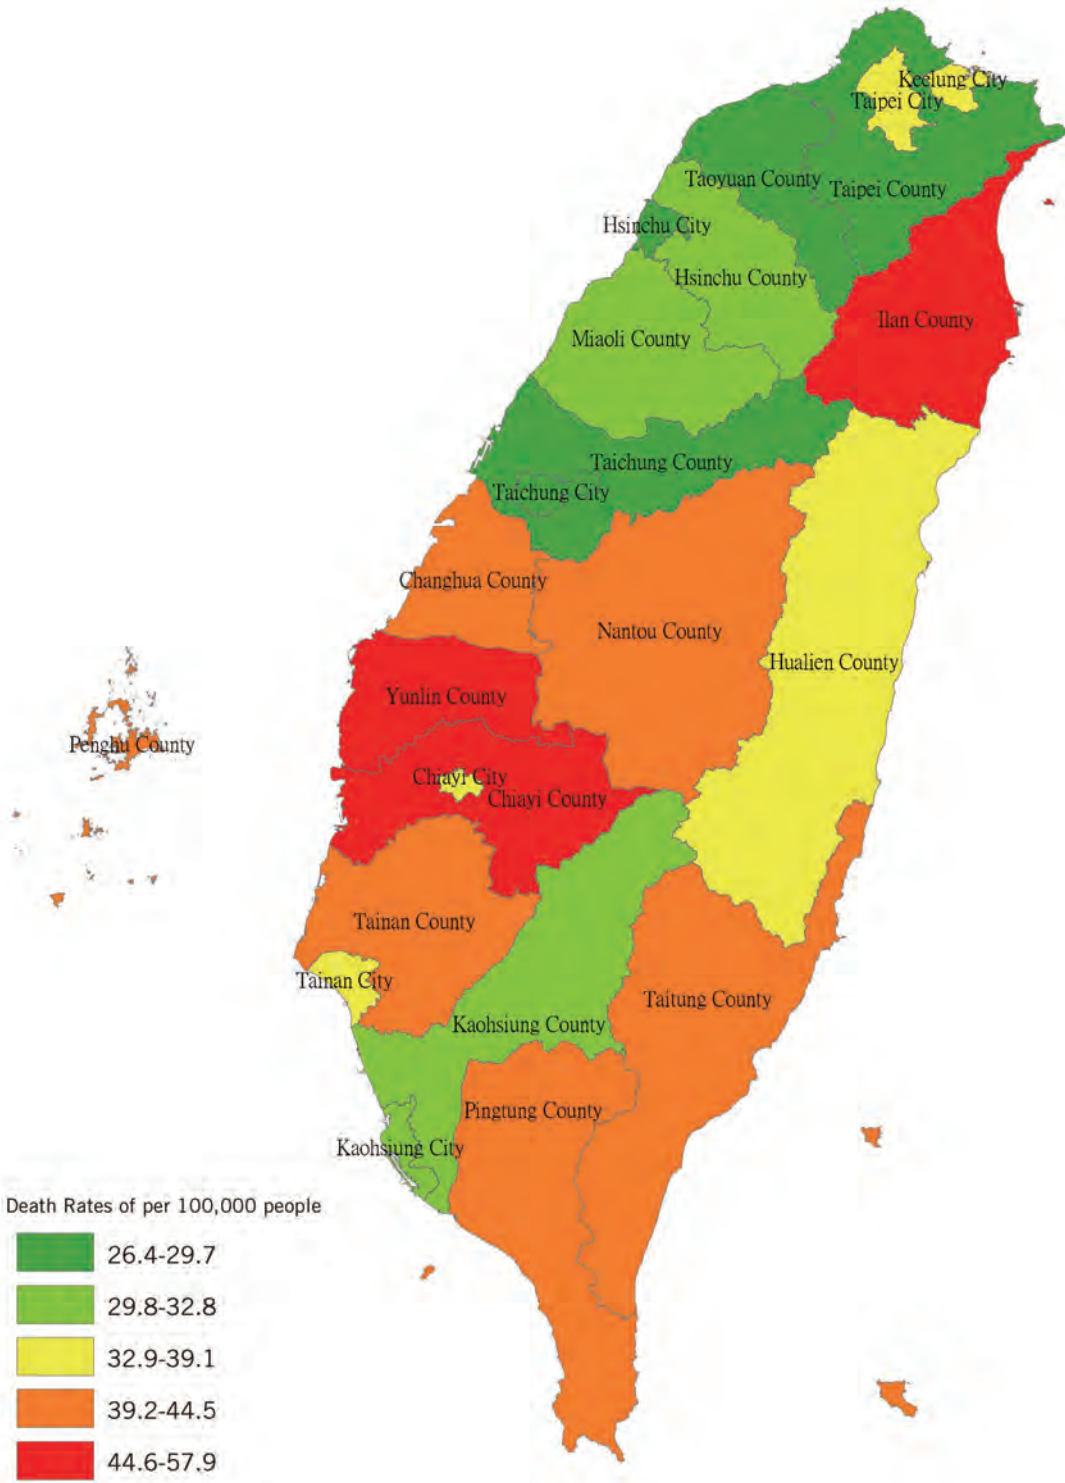 Keelung City
Taipei City
Taoyuan County
Taipei County
Hsinchu City
Hsinchu County
Ilan County
Miaoli County
Taichung County
Taichung City
Changhua County
Nantou County
Hualien County
Yunlin County
Penghu County
Chiayi City
Chiayi County
Tainan County
Tainan City
Taitung County
Kaohsiung County
Pingtung County
Kaohsiung City
Death Rates of per 100,000 people
26.4-29.7
29.8-32.8
32.9-39.1
39.2-44.5
44.6-57.9